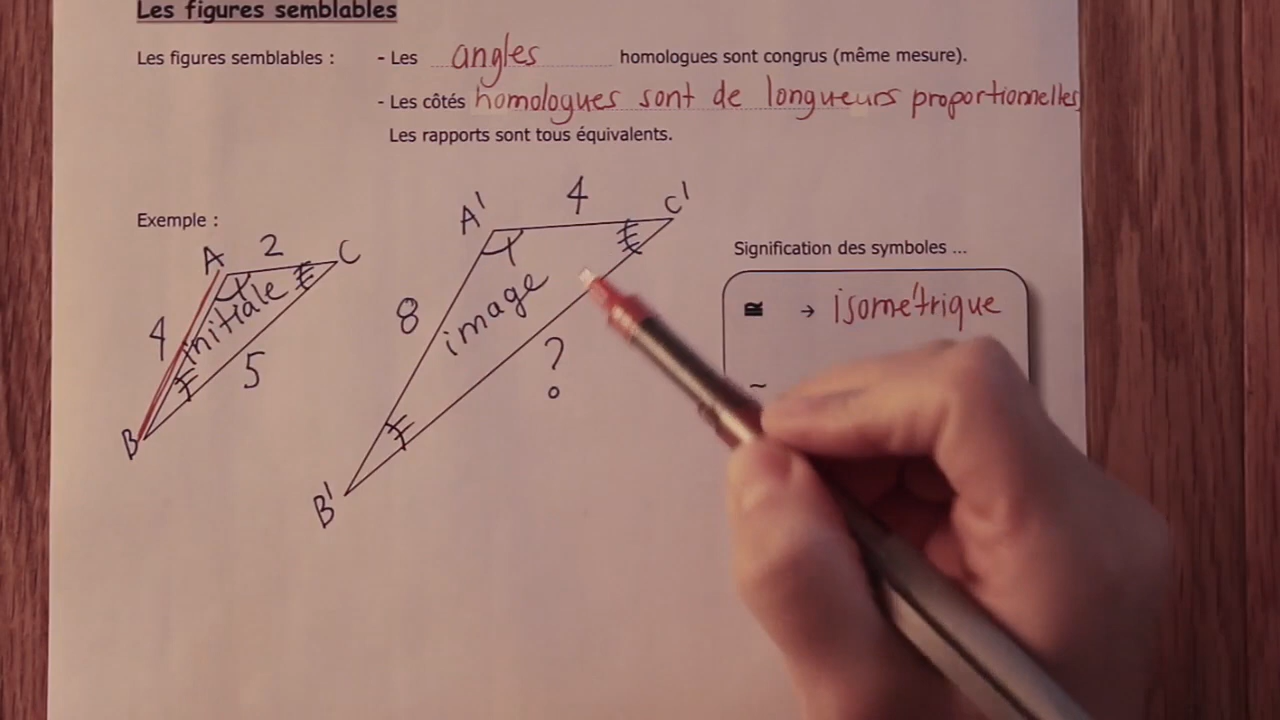 Les figures semblables
Les figures semblables : - Les angles homologues sont congrus (même mesure).
- Les côtés homologues sont de longueurs proportionnelles
Les rapports sont tous équivalents.
Exemple :
Signification des symboles ...
A 2 C
4 initiale 5
B
A' 4 C'
8 image ?
B'
≅ → isométrique
~